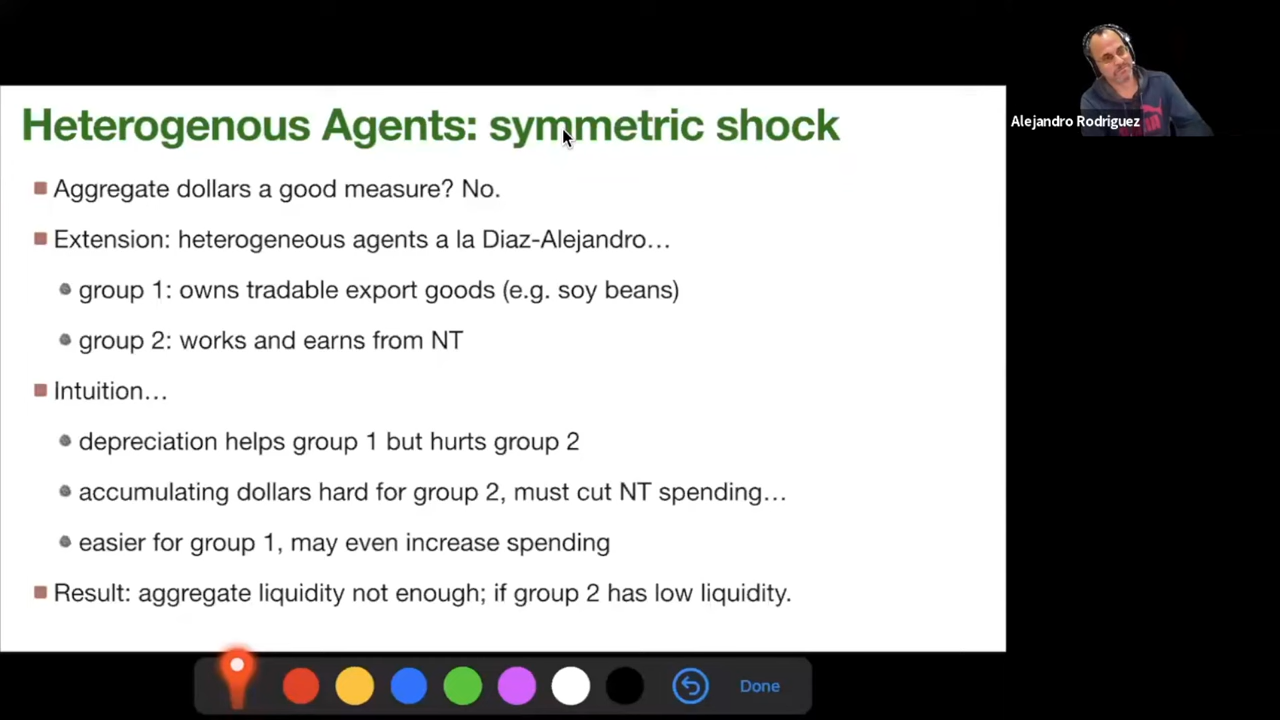 Heterogenous Agents: symmetric shock
Aggregate dollars a good measure? No.
Extension: heterogeneous agents a la Diaz-Alejandro…
group 1: owns tradable export goods (e.g. soy beans)
group 2: works and earns from NT
Intuition…
depreciation helps group 1 but hurts group 2
accumulating dollars hard for group 2, must cut NT spending…
easier for group 1, may even increase spending
Result: aggregate liquidity not enough; if group 2 has low liquidity.
Alejandro Rodriguez
Done